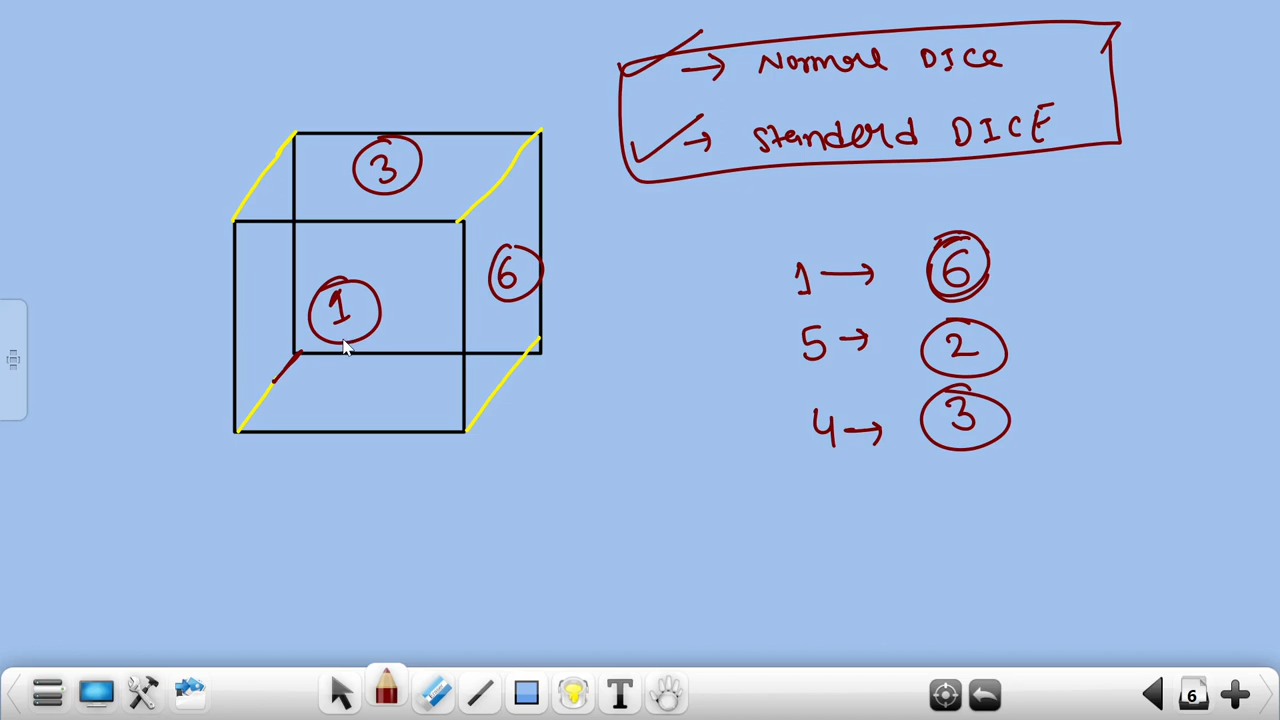 → Normal DICe
→ Standerd DICE
3
6
1
1 → 6
5 → 2
4 → 3
6